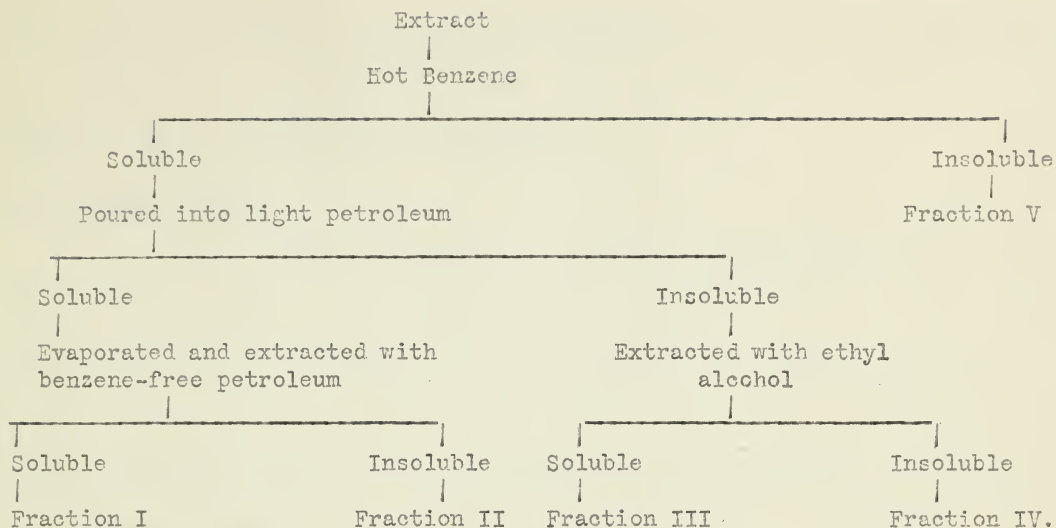 Extract
Hot Benzene
Soluble Insoluble
Poured into light petroleum Fraction V
Soluble Insoluble
Evaporated and extracted with Extracted with ethyl
benzene-free petroleum alcohol
Soluble Insoluble Soluble Insoluble
Fraction I Fraction II Fraction III Fraction IV.